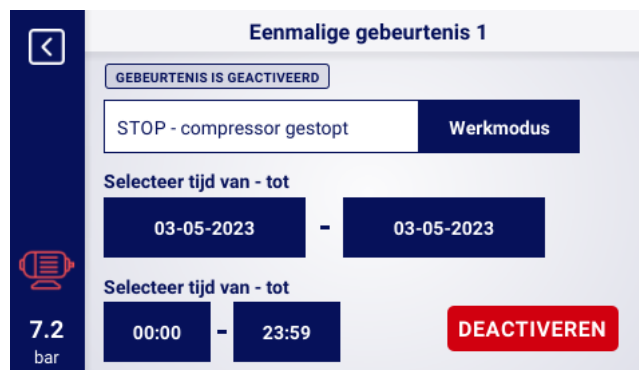 Eenmalige gebeurtenis 1
GEBEURTENIS IS GEACTIVEERD
STOP - compressor gestopt
Werkmodus
Selecteer tijd van - tot
03-05-2023 - 03-05-2023
Selecteer tijd van - tot
00:00 - 23:59
DEACTIVEREN
7.2
bar